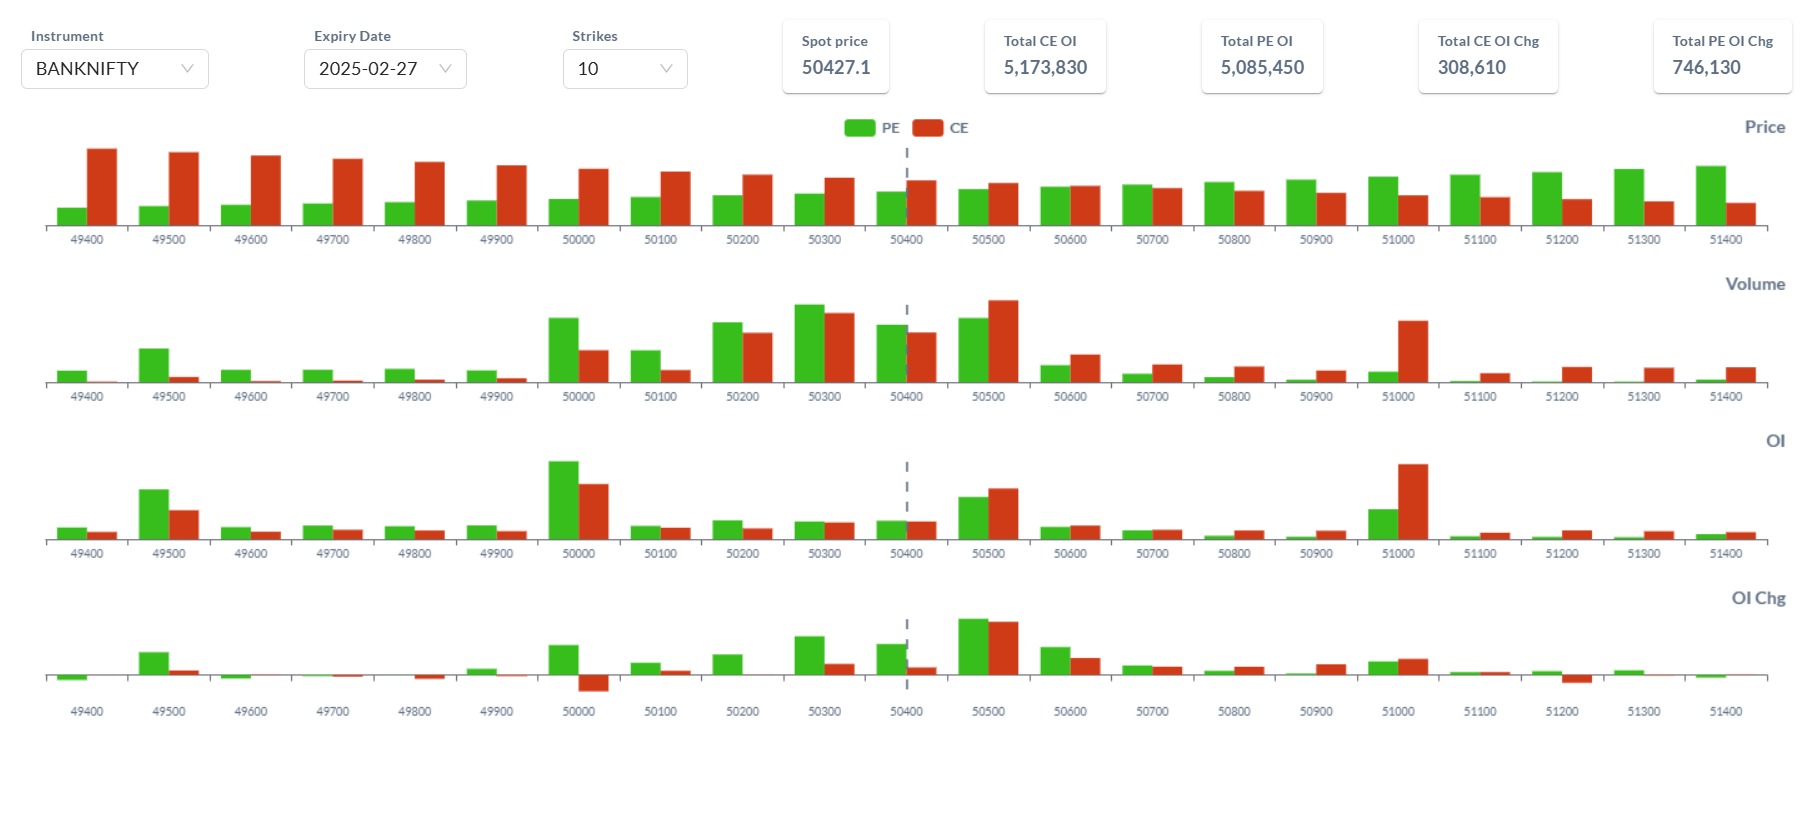 Instrument
BANKNIFTY
Expiry Date
2025-02-27
Strikes
10
Spot price
50427.1
Total CE OI
5,173,830
Total PE OI
5,085,450
Total CE OI Chg
308,610
Total PE OI Chg
746,130
PE CE
Price
49400 49500 49600 49700 49800 49900 50000 50100 50200 50300 50400 50500 50600 50700 50800 50900 51000 51100 51200 51300 51400
Volume
49400 49500 49600 49700 49800 49900 50000 50100 50200 50300 50400 50500 50600 50700 50800 50900 51000 51100 51200 51300 51400
OI
49400 49500 49600 49700 49800 49900 50000 50100 50200 50300 50400 50500 50600 50700 50800 50900 51000 51100 51200 51300 51400
OI Chg
49400 49500 49600 49700 49800 49900 50000 50100 50200 50300 50400 50500 50600 50700 50800 50900 51000 51100 51200 51300 51400